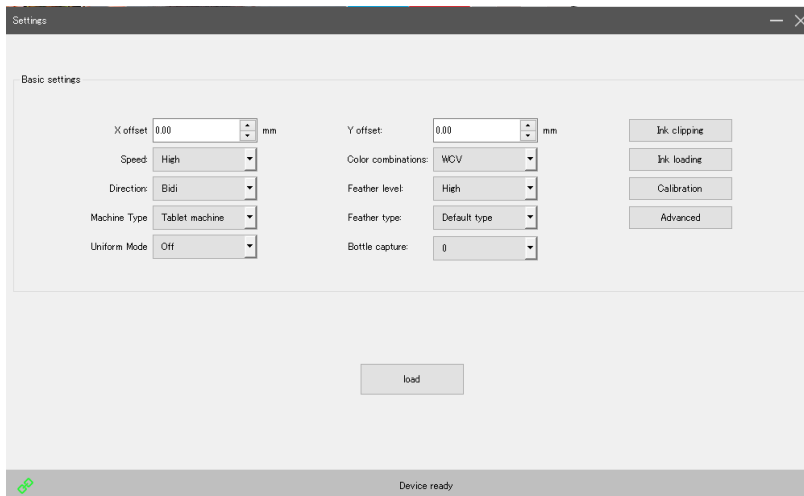 Settings
Basic settings
X offset 0.00 mm Y offset: 0.00 mm Ink clipping
Speed: High Color combinations: WCV Ink loading
Direction: Bidi Feather level: High Calibration
Machine Type Tablet machine Feather type: Default type Advanced
Uniform Mode Off Bottle capture: 0
load
Device ready